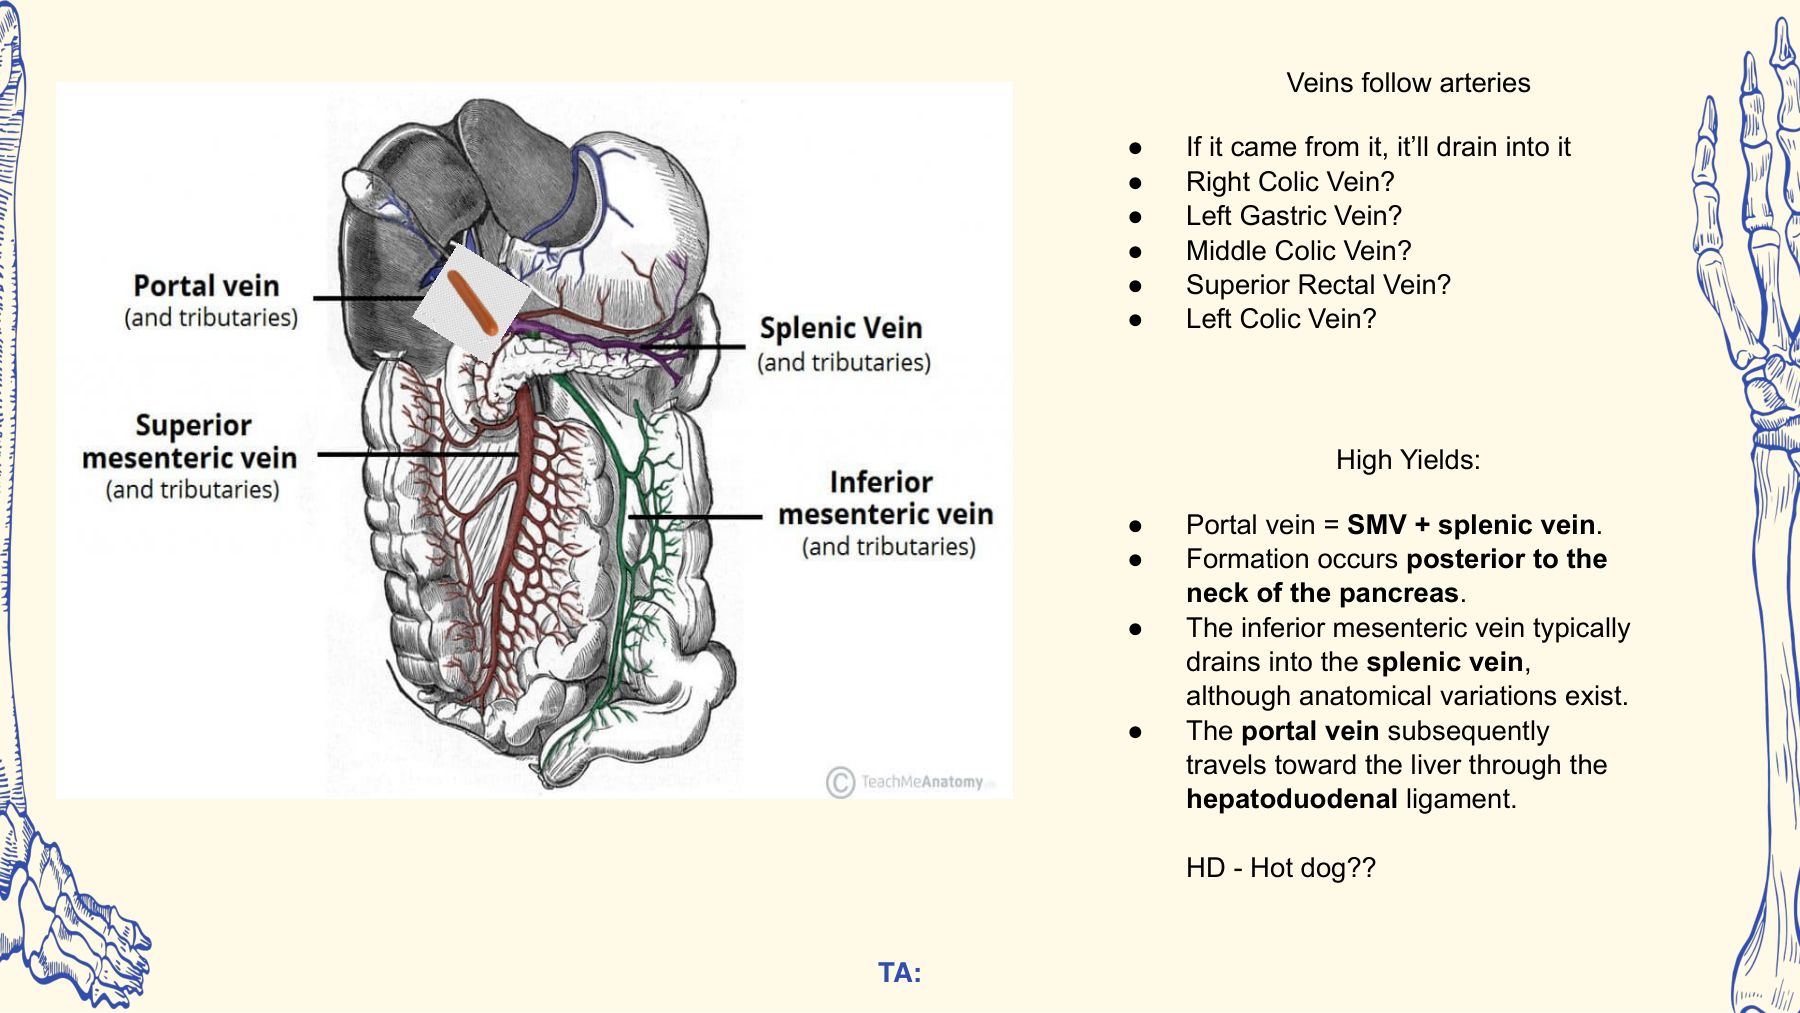 Veins follow arteries
● If it came from it, it’ll drain into it
● Right Colic Vein?
● Left Gastric Vein?
● Middle Colic Vein?
● Superior Rectal Vein?
● Left Colic Vein?
Portal vein
(and tributaries)
Splenic Vein
(and tributaries)
Superior
mesenteric vein
(and tributaries)
Inferior
mesenteric vein
(and tributaries)
© TeachMeAnatomy
High Yields:
● Portal vein = SMV + splenic vein.
● Formation occurs posterior to the
neck of the pancreas.
● The inferior mesenteric vein typically
drains into the splenic vein,
although anatomical variations exist.
● The portal vein subsequently
travels toward the liver through the
hepatoduodenal ligament.
HD - Hot dog??
TA: